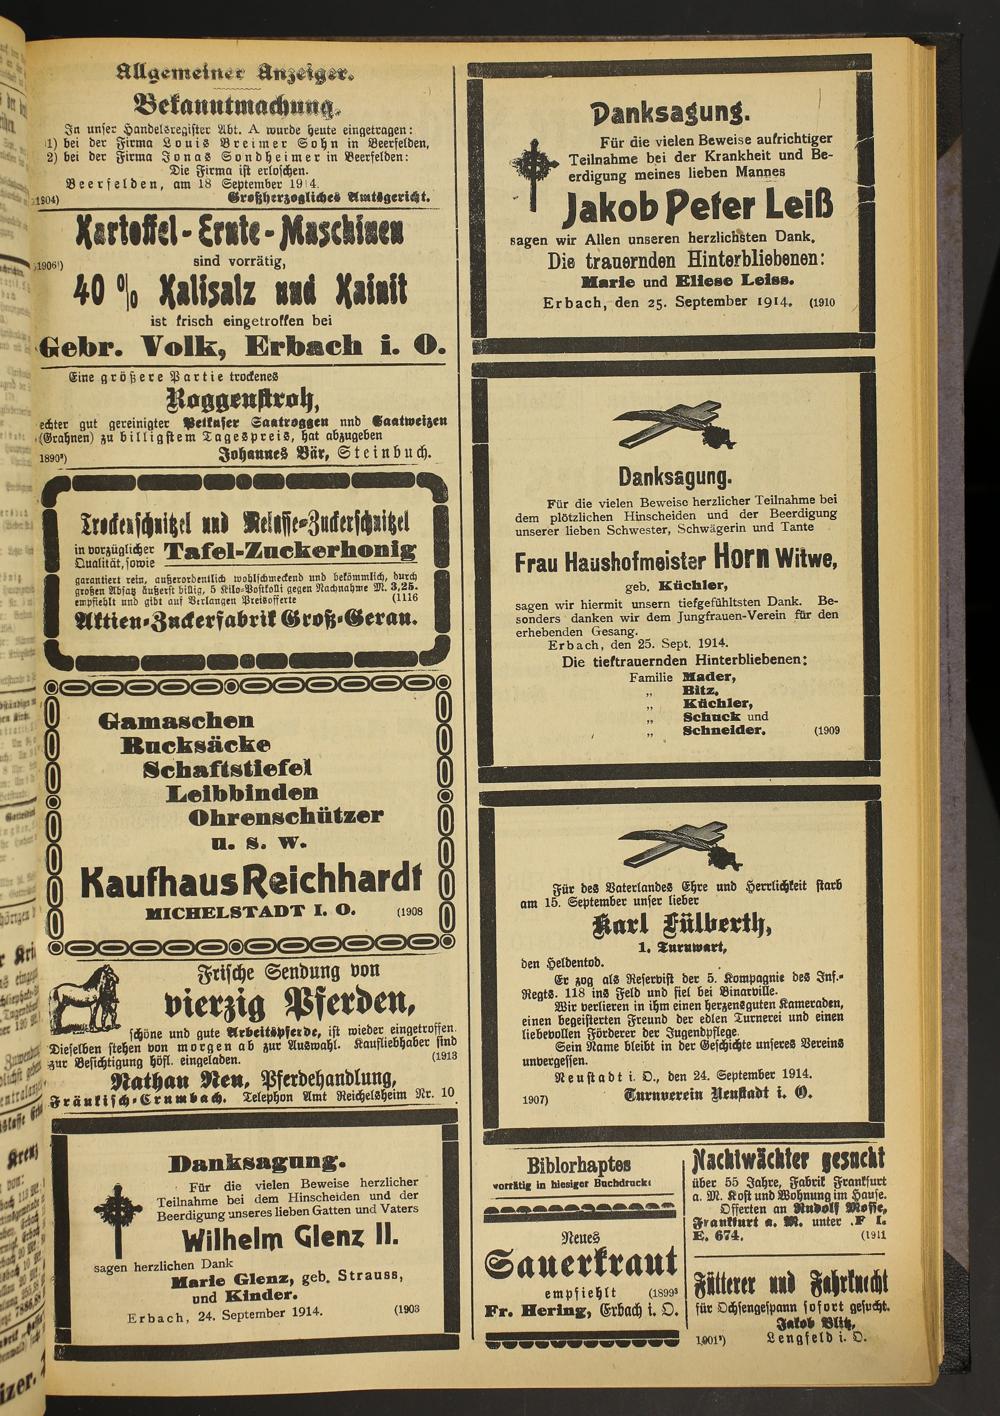 Allgemeiner Anzeiger.
Bekanntmachung.
In unser Handelsregister Abt. A wurde heute eingetragen:
1) bei der Firma Louis Breimer Sohn in Beerfelden,
2) bei der Firma Jonas Sondheimer in Beerfelden:
Die Firma ist erloschen.
Beerfelden, am 18 September 1914.
1904) Großherzogliches Amtsgericht.
Kartoffel-Ernte-Maschinen
1906¹) sind vorrätig,
40 % Kalisalz und Kainit
ist frisch eingetroffen bei
Gebr. Volk, Erbach i. O.
Eine größere Partie trockenes
Roggenstroh,
echter gut gereinigter Petkuser Saatroggen und Saatweizen
(Grahnen) zu billigstem Tagespreis, hat abzugeben
1890³) Johannes Bär, Steinbuch.
Trockenschnitzel und Melasse-Zuckerschnitzel
in vorzüglicher Qualität, sowie Tafel-Zuckerhonig
garantiert rein, außerordentlich wohlschmeckend und bekömmlich, durch
großen Absatz äußerst billig, 5 Kilo-Postkolli gegen Nachnahme M. 3,25.
empfiehlt und gibt auf Verlangen Preisofferte (1116
Aktien-Zuckerfabrik Groß-Gerau.
Gamaschen
Rucksäcke
Schaftstiefel
Leibbinden
Ohrenschützer
u. s. w.
Kaufhaus Reichhardt
MICHELSTADT I. O. (1908
Frische Sendung von
vierzig Pferden,
schöne und gute Arbeitspferde, ist wieder eingetroffen.
Dieselben stehen von morgen ab zur Auswahl. Kaufliebhaber sind
zur Besichtigung höfl. eingeladen. (1913
Nathan Neu, Pferdehandlung,
Fränkisch-Crumbach. Telephon Amt Reichelsheim Nr. 10
Danksagung.
Für die vielen Beweise herzlicher
Teilnahme bei dem Hinscheiden und der
Beerdigung unseres lieben Gatten und Vaters
Wilhelm Glenz II.
sagen herzlichen Dank
Marie Glenz, geb. Strauss,
und Kinder.
Erbach, 24. September 1914. (1903
Danksagung.
Für die vielen Beweise aufrichtiger
Teilnahme bei der Krankheit und Be-
erdigung meines lieben Mannes
Jakob Peter Leiß
sagen wir Allen unseren herzlichsten Dank.
Die trauernden Hinterbliebenen:
Marie und Eliese Leiss.
Erbach, den 25. September 1914. (1910
Danksagung.
Für die vielen Beweise herzlicher Teilnahme bei
dem plötzlichen Hinscheiden und der Beerdigung
unserer lieben Schwester, Schwägerin und Tante
Frau Haushofmeister Horn Witwe,
geb. Küchler,
sagen wir hiermit unsern tiefgefühltsten Dank. Be-
sonders danken wir dem Jungfrauen-Verein für den
erhebenden Gesang.
Erbach, den 25. Sept. 1914.
Die tieftrauernden Hinterbliebenen:
Familie Mader,
„ Bitz,
„ Küchler,
„ Schuck und
„ Schneider. (1909
Für des Vaterlandes Ehre und Herrlichkeit starb
am 15. September unser lieber
Karl Fülberth,
1. Turnwart,
den Heldentod.
Er zog als Reservist der 5. Kompagnie des Inf.-
Regts. 118 ins Feld und fiel bei Binarville.
Wir verlieren in ihm einen herzensguten Kameraden,
einen begeisterten Freund der edlen Turnerei und einen
liebevollen Förderer der Jugendpflege.
Sein Name bleibt in der Geschichte unseres Vereins
unvergessen.
Neustadt i. O., den 24. September 1914.
1907) Turnverein Neustadt i. O.
Biblorhaptes
vorrätig in hiesiger Buchdruck
Neues
Sauerkraut
empfiehlt (1899³
Fr. Hering, Erbach i. O.
Nachtwächter gesucht
über 55 Jahre, Fabrik Frankfurt
a. M. Kost und Wohnung im Hause.
Offerten an Rudolf Mosse,
Frankfurt a. M. unter F I.
E. 674. (1911
Fütterer und Fahrknecht
für Ochsengespann sofort gesucht.
Jakob Blitz,
1901³) Lengfeld i. O.